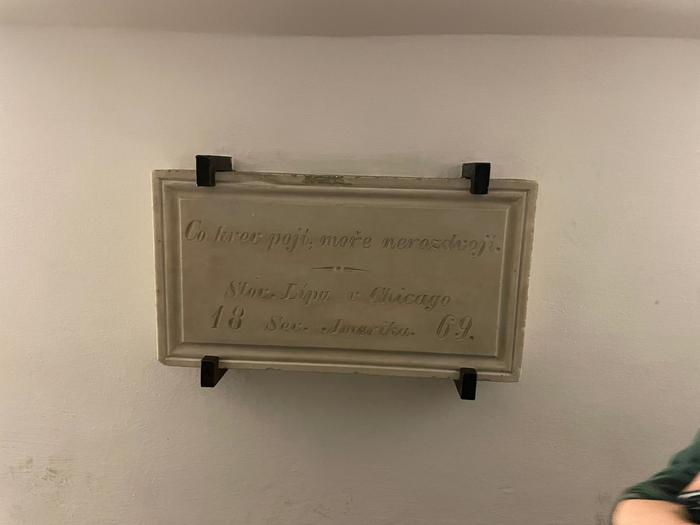 Co krev pojí, moře nerozdvojí.
Slov. Lípa v Chicago
18 Sev. Amerika. 69.